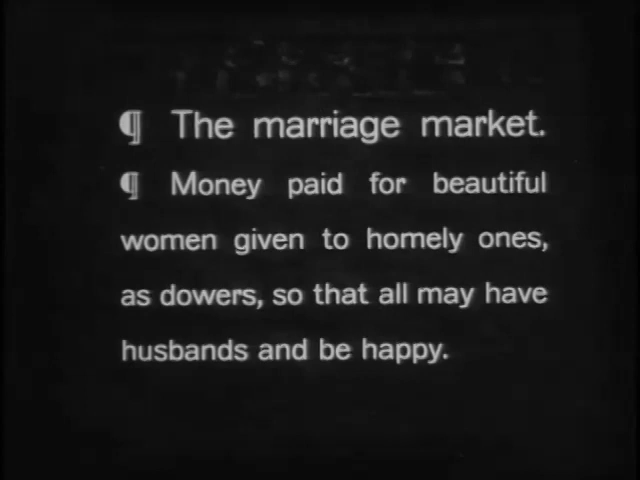 ¶ The marriage market.
¶ Money paid for beautiful
women given to homely ones,
as dowers, so that all may have
husbands and be happy.